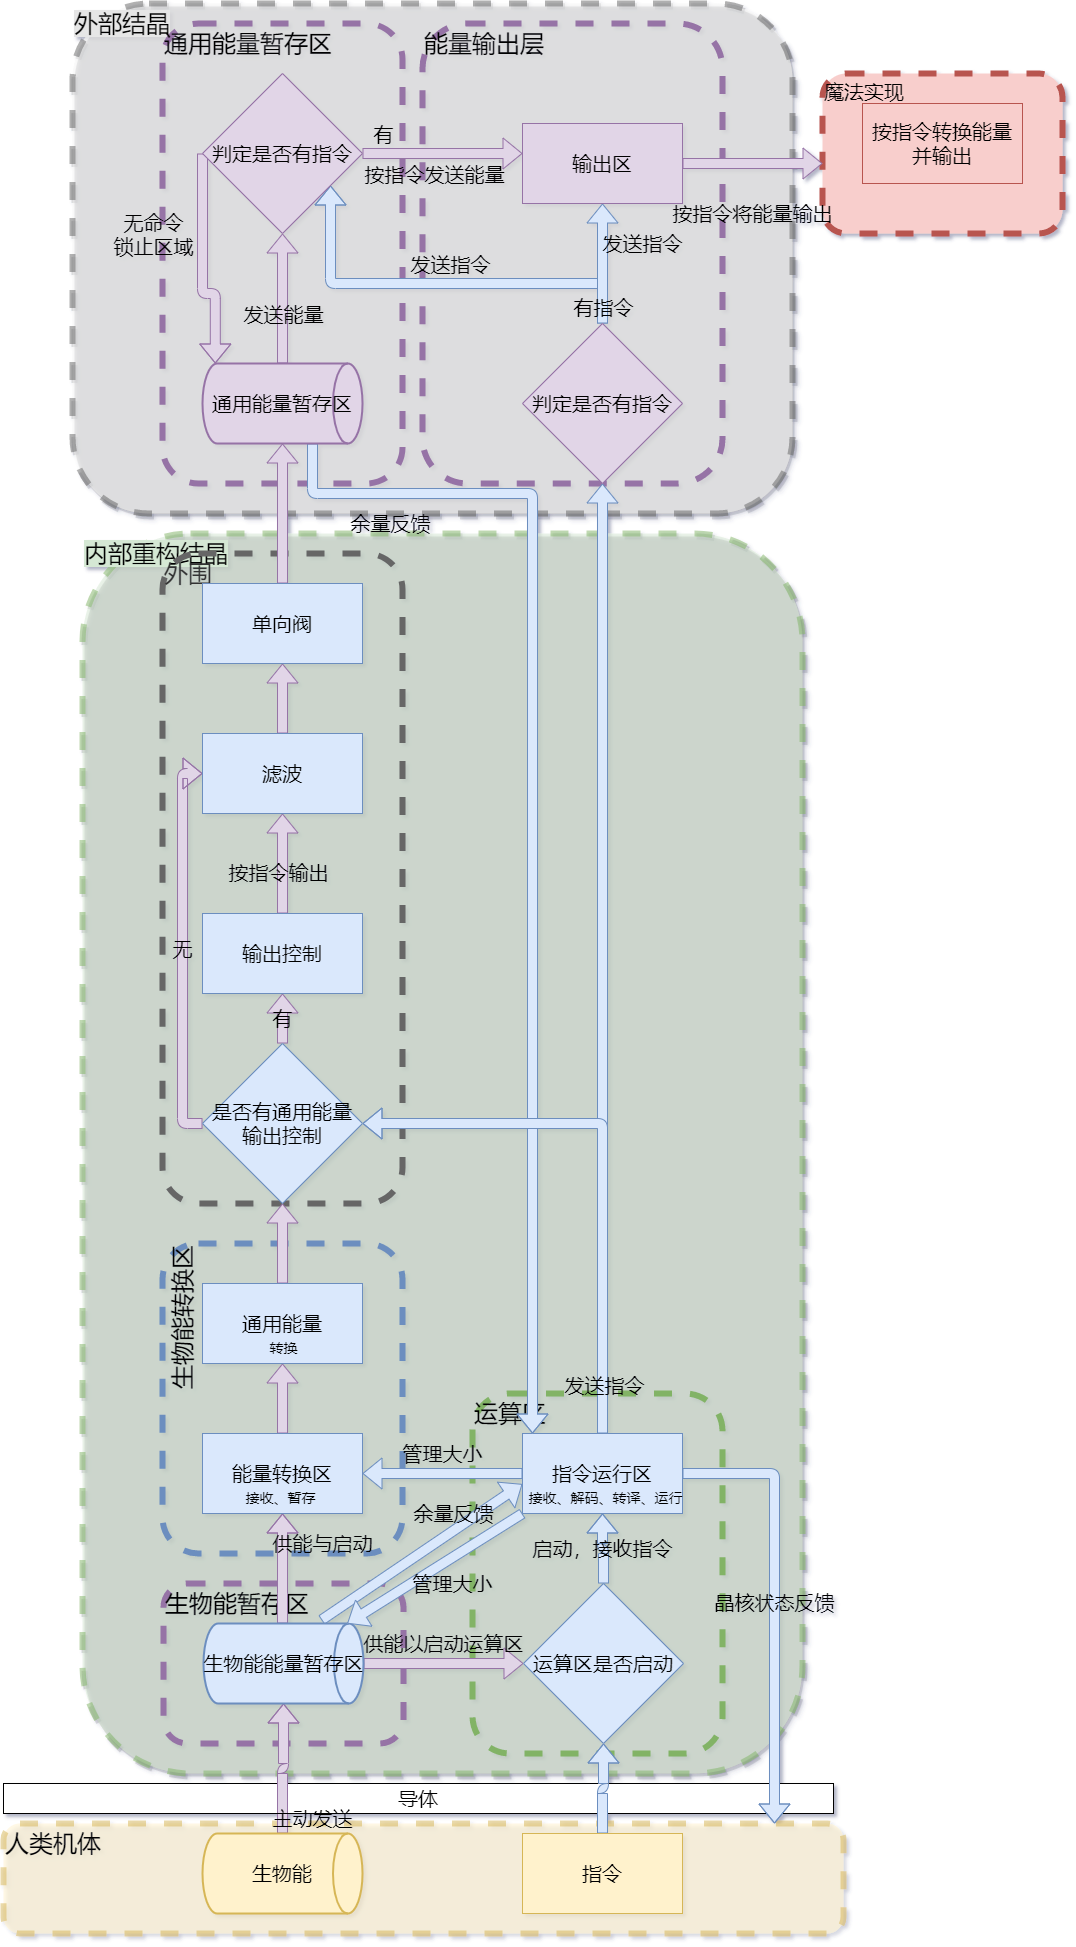 外部结晶
通用能量暂存区
能量输出层
魔法实现
按指令转换能量
并输出
判定是否有指令
有
按指令发送能量
输出区
按指令将能量输出
无命令
锁止区域
发送指令
发送指令
发送能量
有指令
通用能量暂存区
判定是否有指令
余量反馈
内部重构结晶
外围
单向阀
滤波
按指令输出
无
输出控制
有
是否有通用能量
输出控制
生物能转换区
通用能量
转换
发送指令
运算区
管理大小
能量转换区
接收、暂存
指令运行区
接收、解码、转译、运行
余量反馈
供能与启动
启动，接收指令
管理大小
生物能暂存区
晶核状态反馈
供能以启动运算区
生物能能量暂存区
运算区是否启动
导体
主动发送
人类机体
生物能
指令